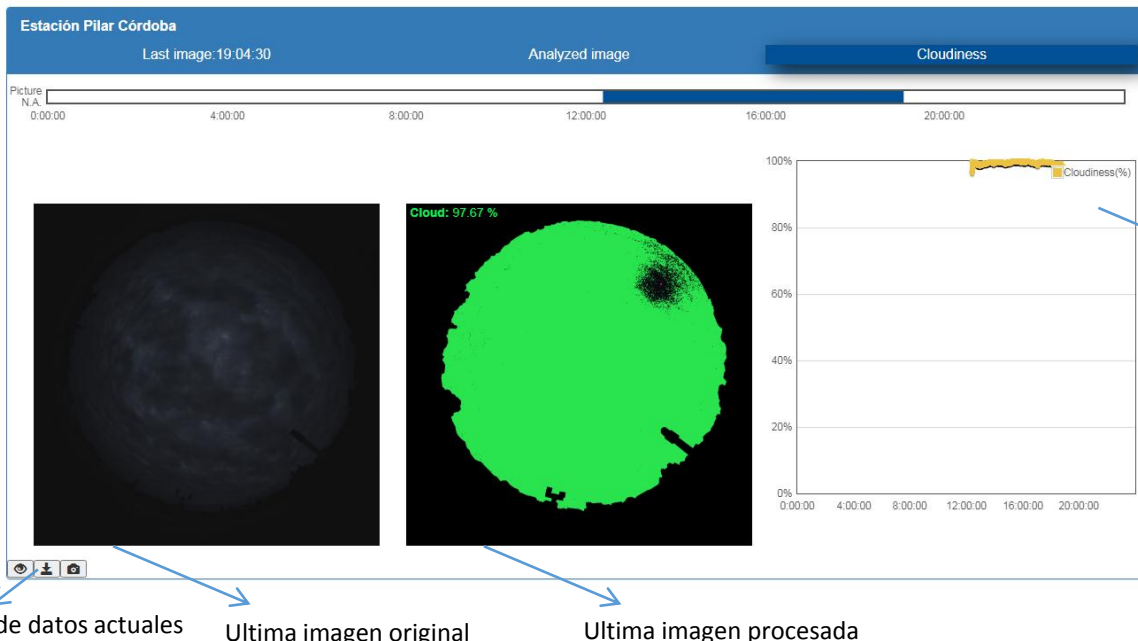 Estación Pilar Córdoba
Last image:19:04:30 Analyzed image Cloudiness
Picture
N.A.
0:00:00 4:00:00 8:00:00 12:00:00 16:00:00 20:00:00
Cloud: 97.67 %
100%
80%
60%
40%
20%
0%
Cloudiness(%)
0:00:00 4:00:00 8:00:00 12:00:00 16:00:00 20:00:00
de datos actuales
Ultima imagen original
Ultima imagen procesada